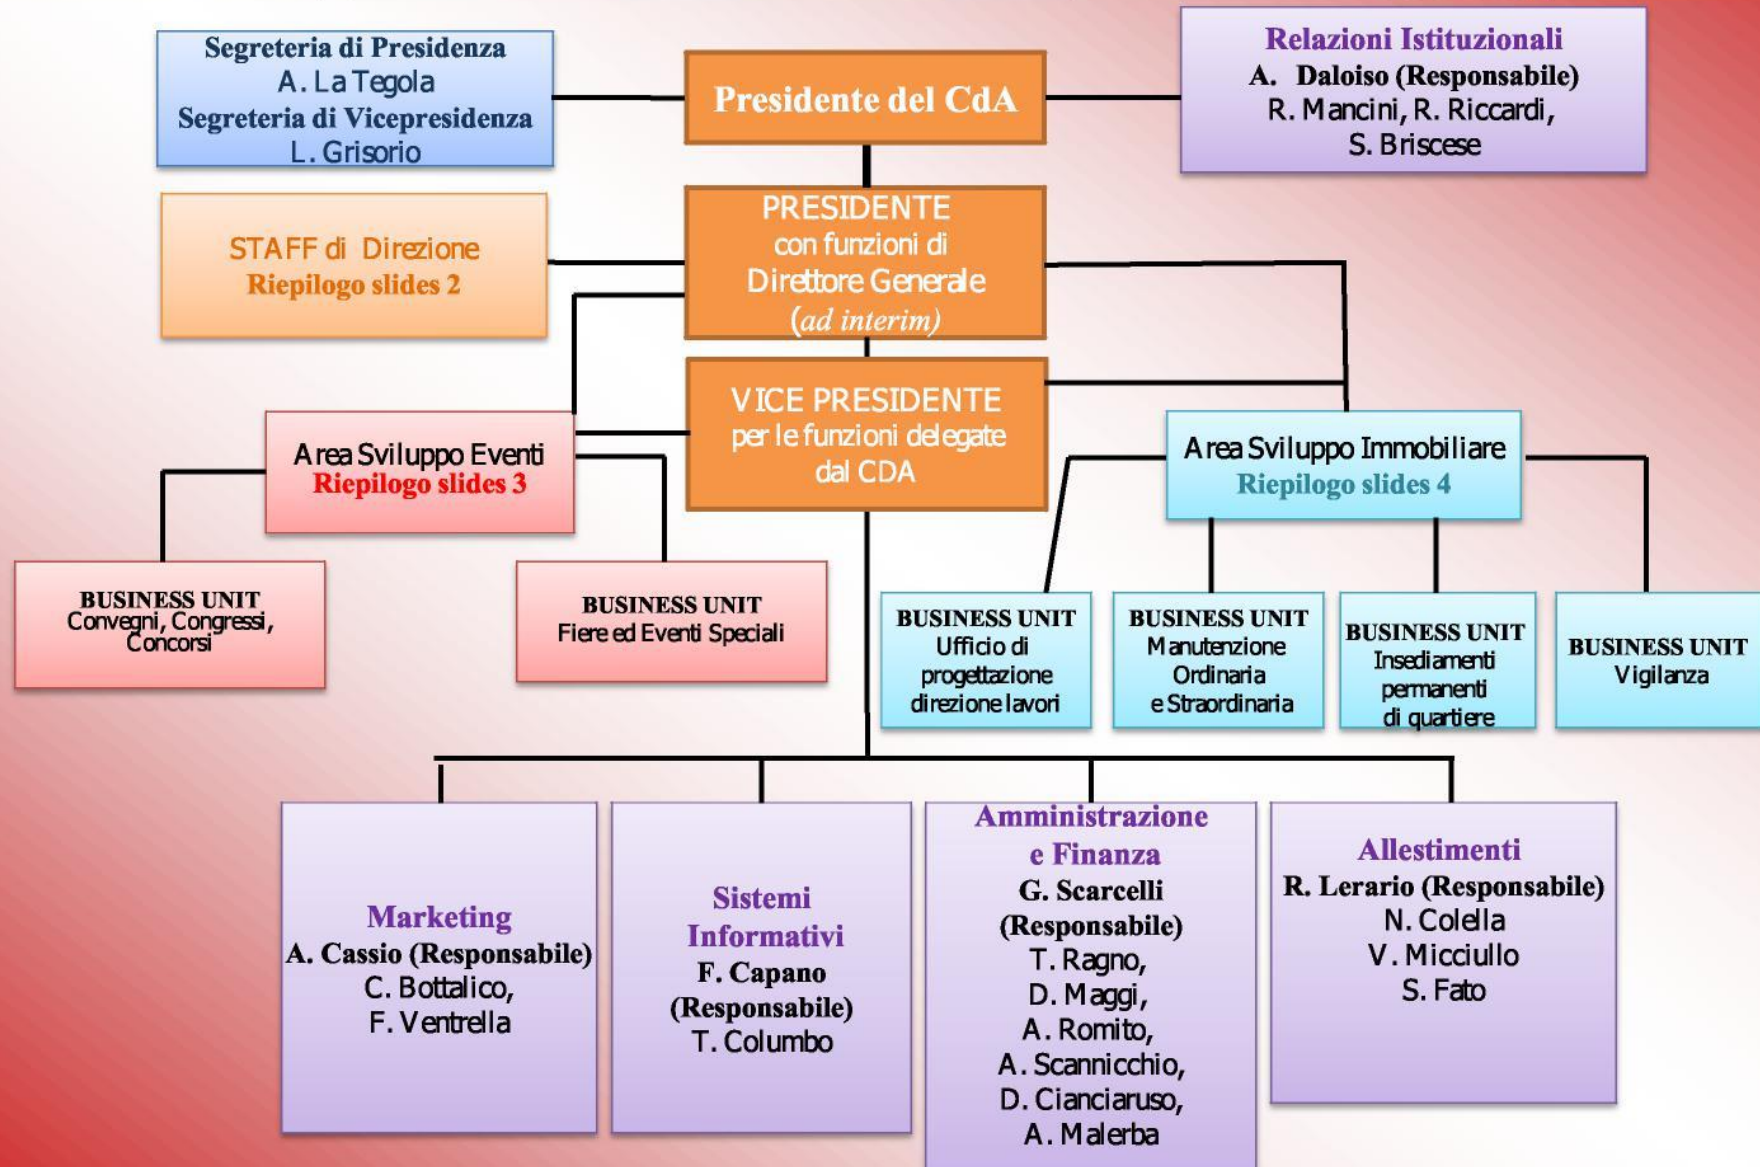 Segreteria di Presidenza
A. La Tegola
Segreteria di Vicepresidenza
L. Grisorio
Presidente del CdA
Relazioni Istituzionali
A. Daloiso (Responsabile)
R. Mancini, R. Riccardi,
S. Briscese
STAFF di Direzione
Riepilogo slides 2
PRESIDENTE
con funzioni di
Direttore Generale
(ad interim)
VICE PRESIDENTE
per le funzioni delegate
dal CDA
Area Sviluppo Eventi
Riepilogo slides 3
Area Sviluppo Immobiliare
Riepilogo slides 4
BUSINESS UNIT
Convegni, Congressi,
Concorsi
BUSINESS UNIT
Fiere ed Eventi Speciali
BUSINESS UNIT
Ufficio di
progettazione
direzione lavori
BUSINESS UNIT
Manutenzione
Ordinaria
e Straordinaria
BUSINESS UNIT
Insediamenti
permanenti
di quartiere
BUSINESS UNIT
Vigilanza
Marketing
A. Cassio (Responsabile)
C. Bottalico,
F. Ventrella
Sistemi
Informativi
F. Capano
(Responsabile)
T. Columbo
Amministrazione
e Finanza
G. Scarcelli
(Responsabile)
T. Ragno,
D. Maggi,
A. Romito,
A. Scannicchio,
D. Cianciaruso,
A. Malerba
Allestimenti
R. Lerario (Responsabile)
N. Colella
V. Micciullo
S. Fato